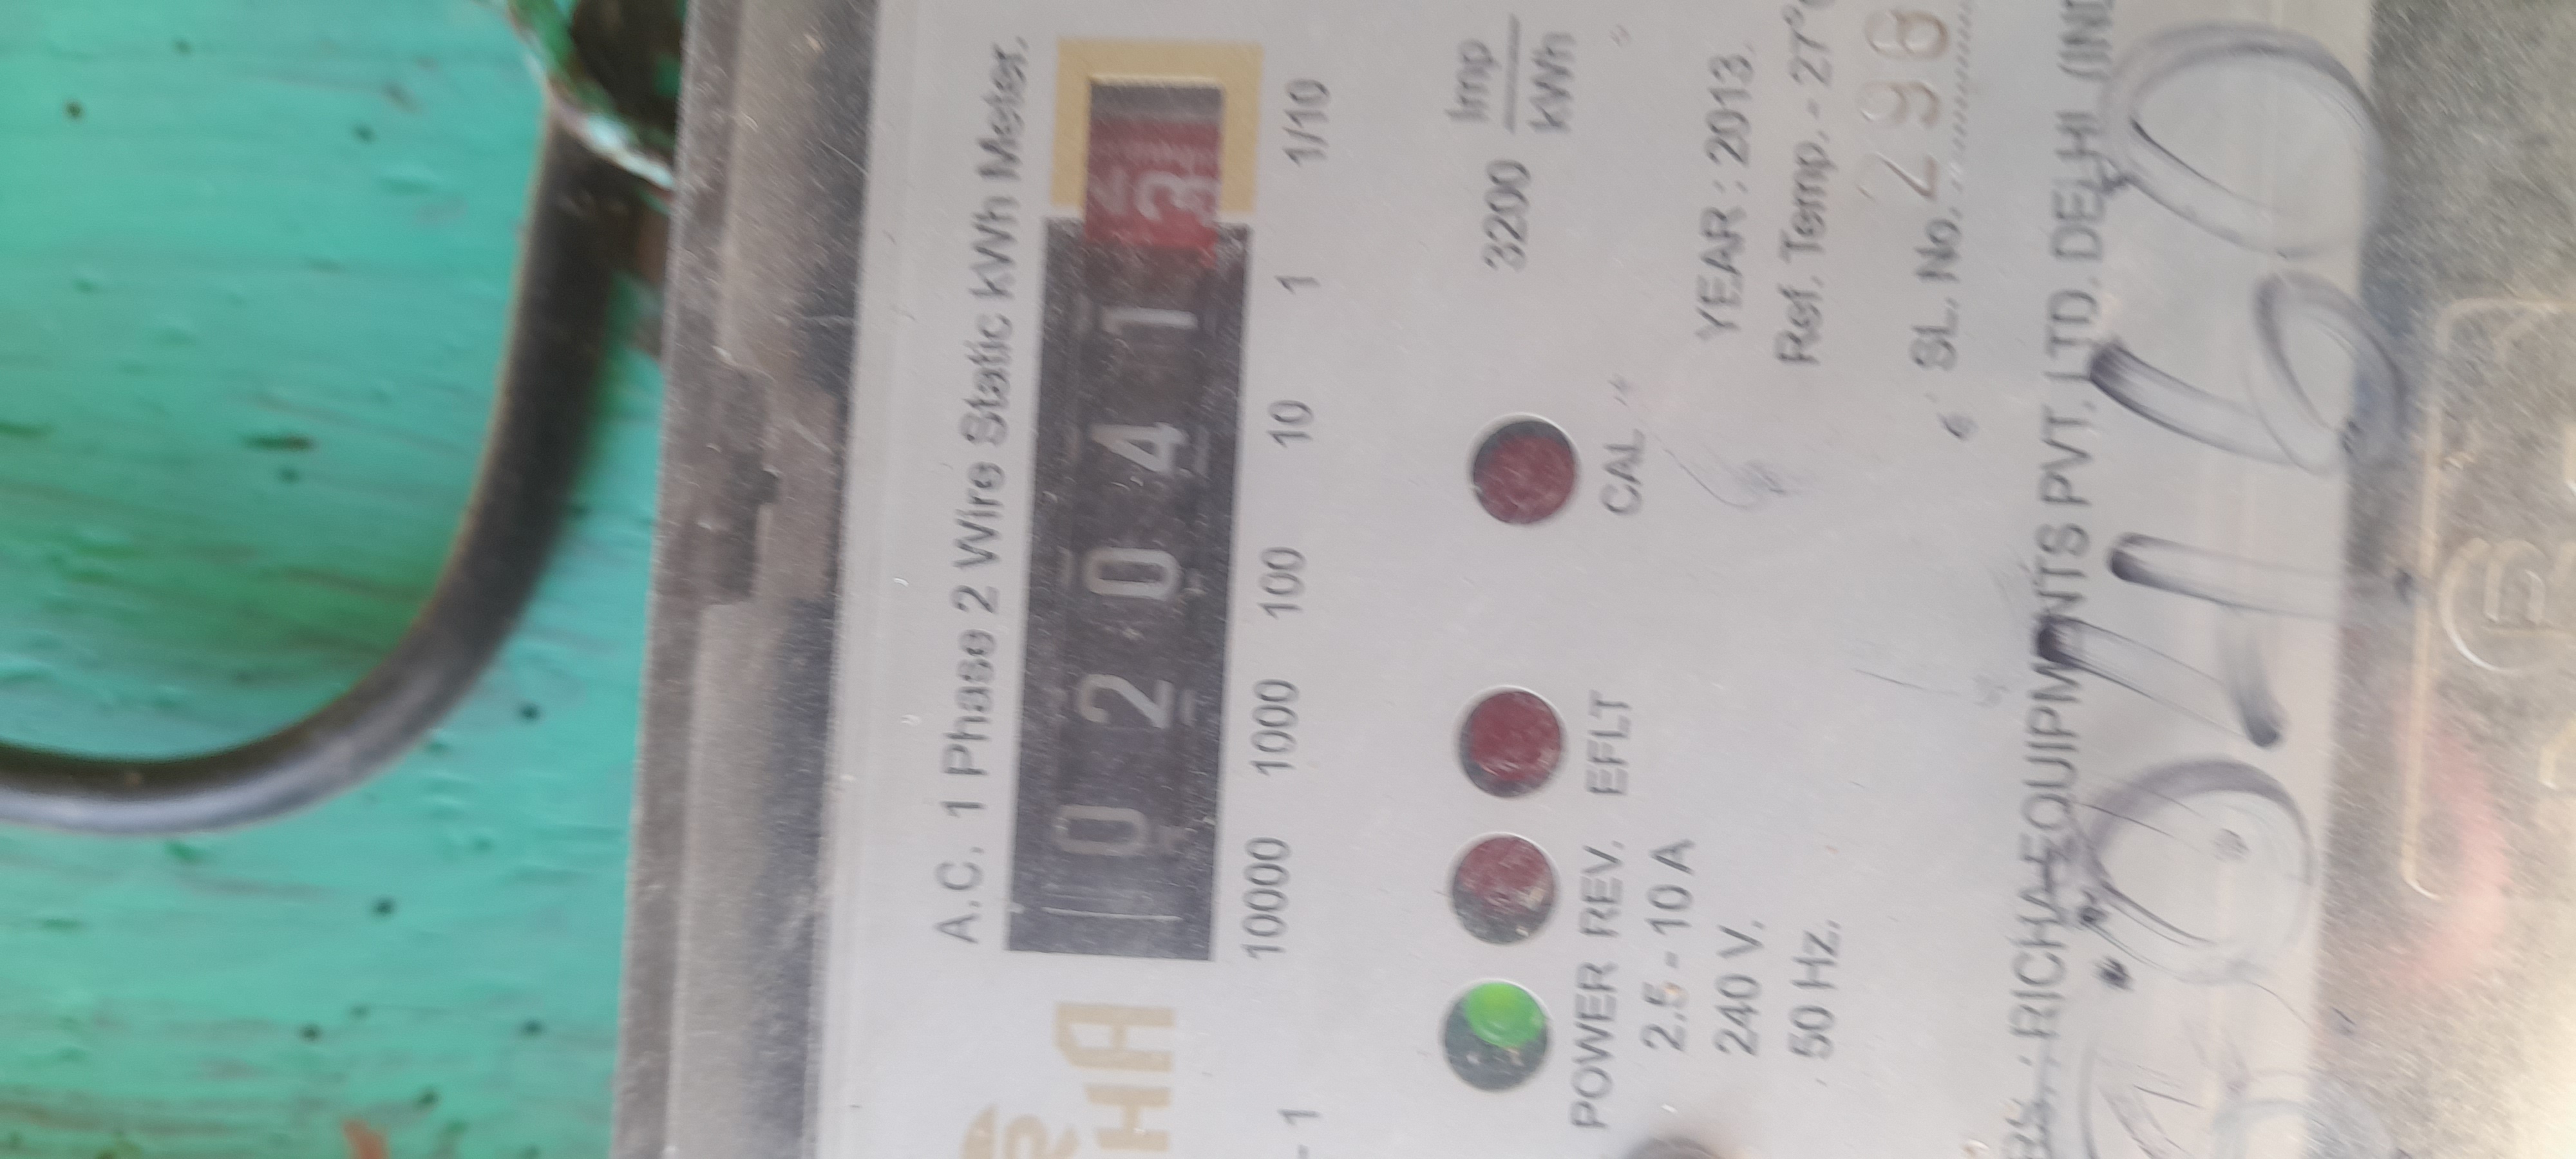 A.C. 1 Phase 2 Wire Static kWh Meter.
0 2 0 4 1 3
10000 1000 100 10 1 1/10
3200 Imp
kWh
POWER REV. EFLT CAL
2.5 - 10 A
240 V.
50 Hz.
YEAR : 2013.
Ref. Temp. - 27°
SL. No.
RICHA EQUIPMENTS PVT. LTD. DELHI